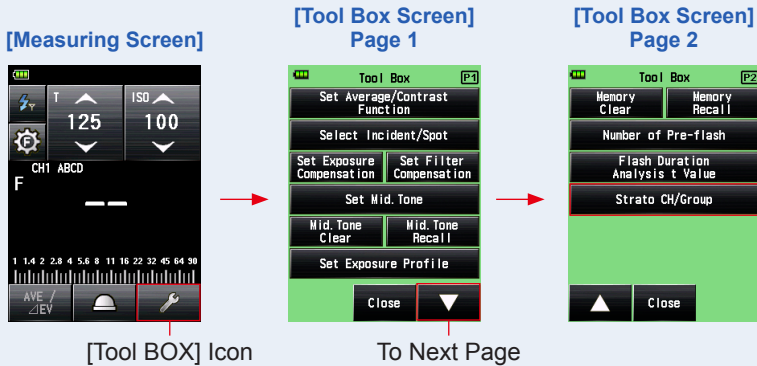 [Measuring Screen]
[Tool Box Screen]
Page 1
[Tool Box Screen]
Page 2
T
125
ISO
100
F
CH1 ABCD
F
1 1.4 2 2.8 4 5.6 8 11 16 22 32 45 64 90
AVE /
⊿EV
[Tool BOX] Icon
Tool Box P1
Set Average/Contrast
Function
Select Incident/Spot
Set Exposure
Compensation
Set Filter
Compensation
Set Mid. Tone
Mid. Tone
Clear
Mid. Tone
Recall
Set Exposure Profile
Close
To Next Page
Tool Box P2
Memory
Clear
Memory
Recall
Number of Pre-flash
Flash Duration
Analysis t Value
Strato CH/Group
Close